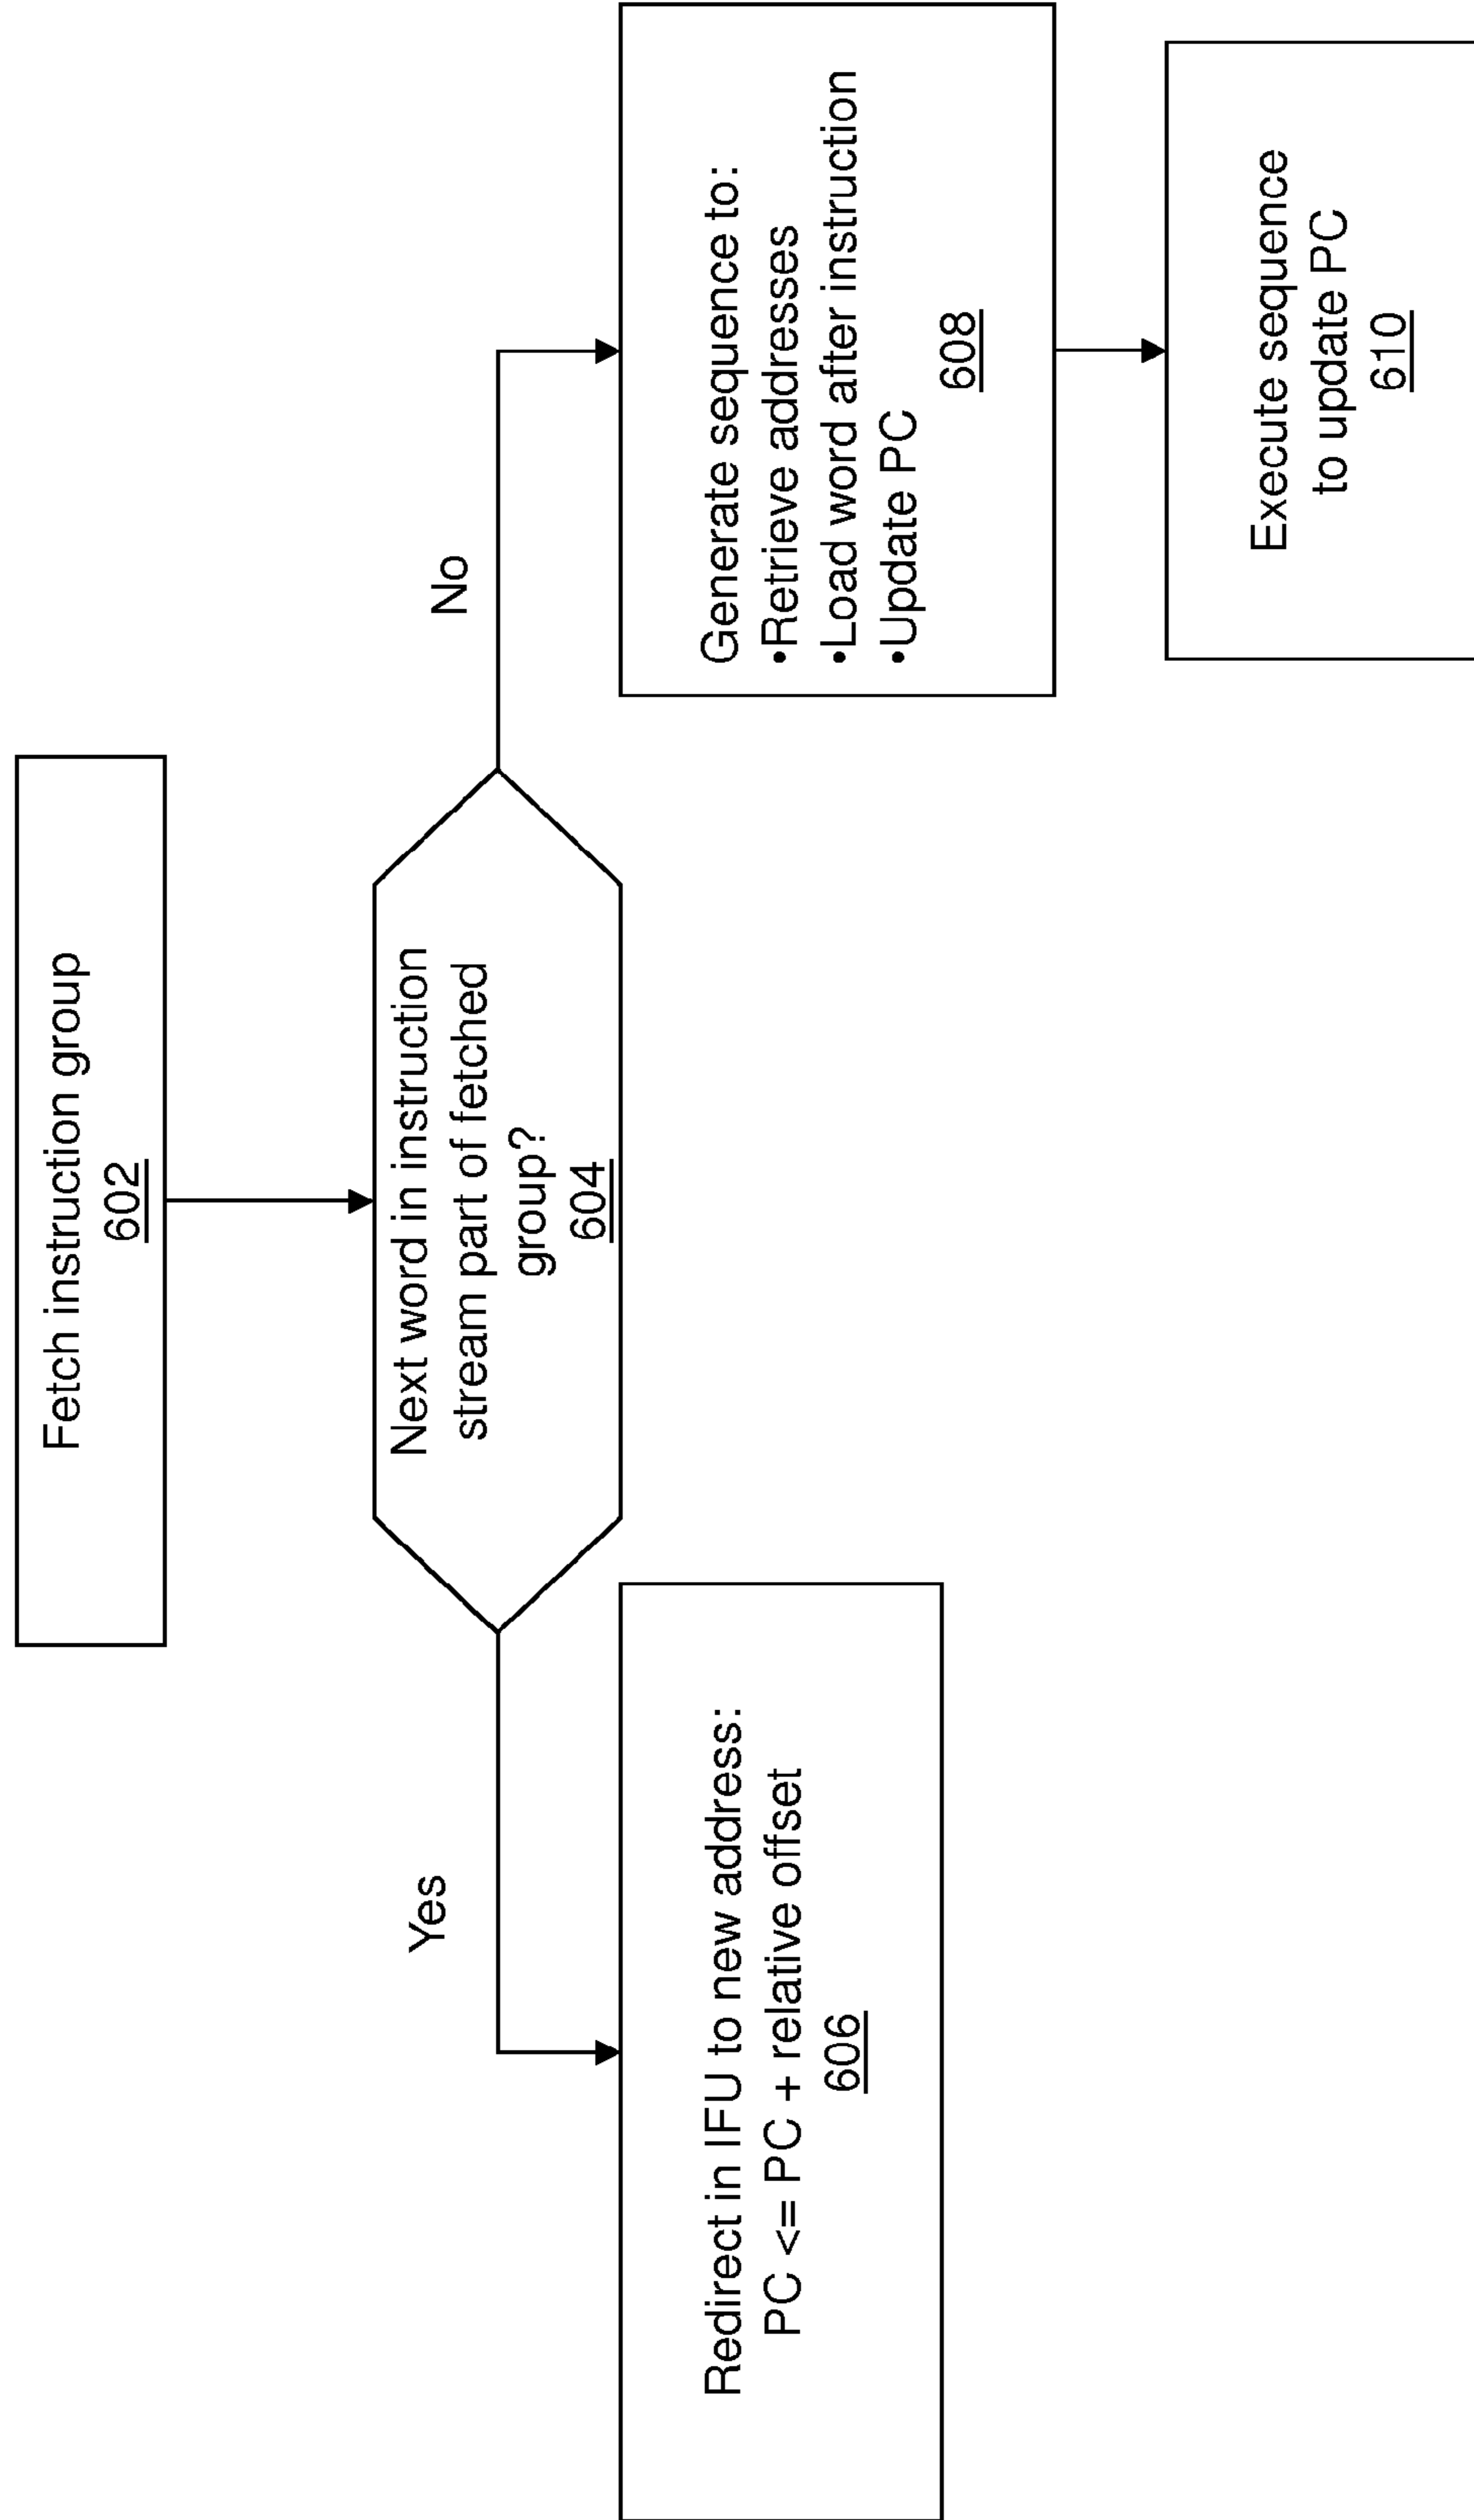 Fetch instruction group
602
Next word in instruction
stream part of fetched
group?
604
Yes
No
Redirect in IFU to new address:
PC <= PC + relative offset
606
Generate sequence to:
•Retrieve addresses
•Load word after instruction
•Update PC
608
Execute sequence
to update PC
610